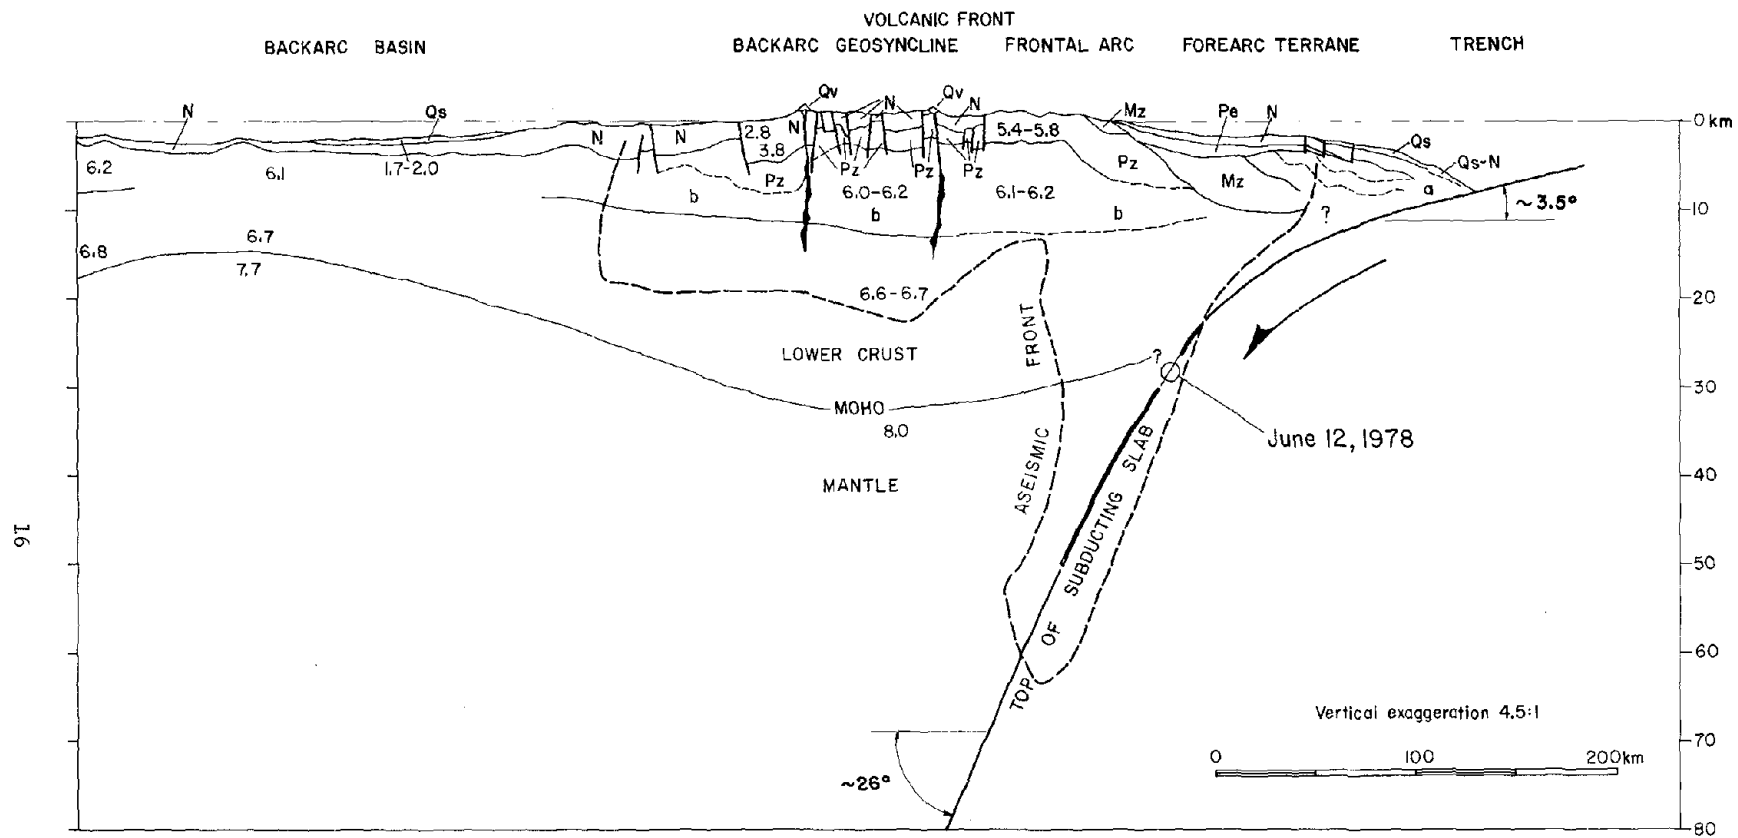 VOLCANIC FRONT
BACKARC BASIN
BACKARC GEOSYNCLINE
FRONTAL ARC
FOREARC TERRANE
TRENCH
N
Qs
Qv
N
Qv
N
Mz
Pe
N
0 km
N
N
2.8
N
5.4-5.8
Qs
3.8
Qs-N
6.2
6.1
1.7-2.0
Pz
Pz
Pz
Pz
Pz
Mz
a
b
6.0-6.2
6.1-6.2
~3.5°
b
b
?
10
6.8
6.7
7.7
6.6-6.7
20
LOWER CRUST
ASEISMIC FRONT
?
30
MOHO
8.0
June 12, 1978
40
MANTLE
16
50
TOP OF SUBDUCTING SLAB
60
Vertical exaggeration 4.5:1
70
0 100 200km
~26°
80